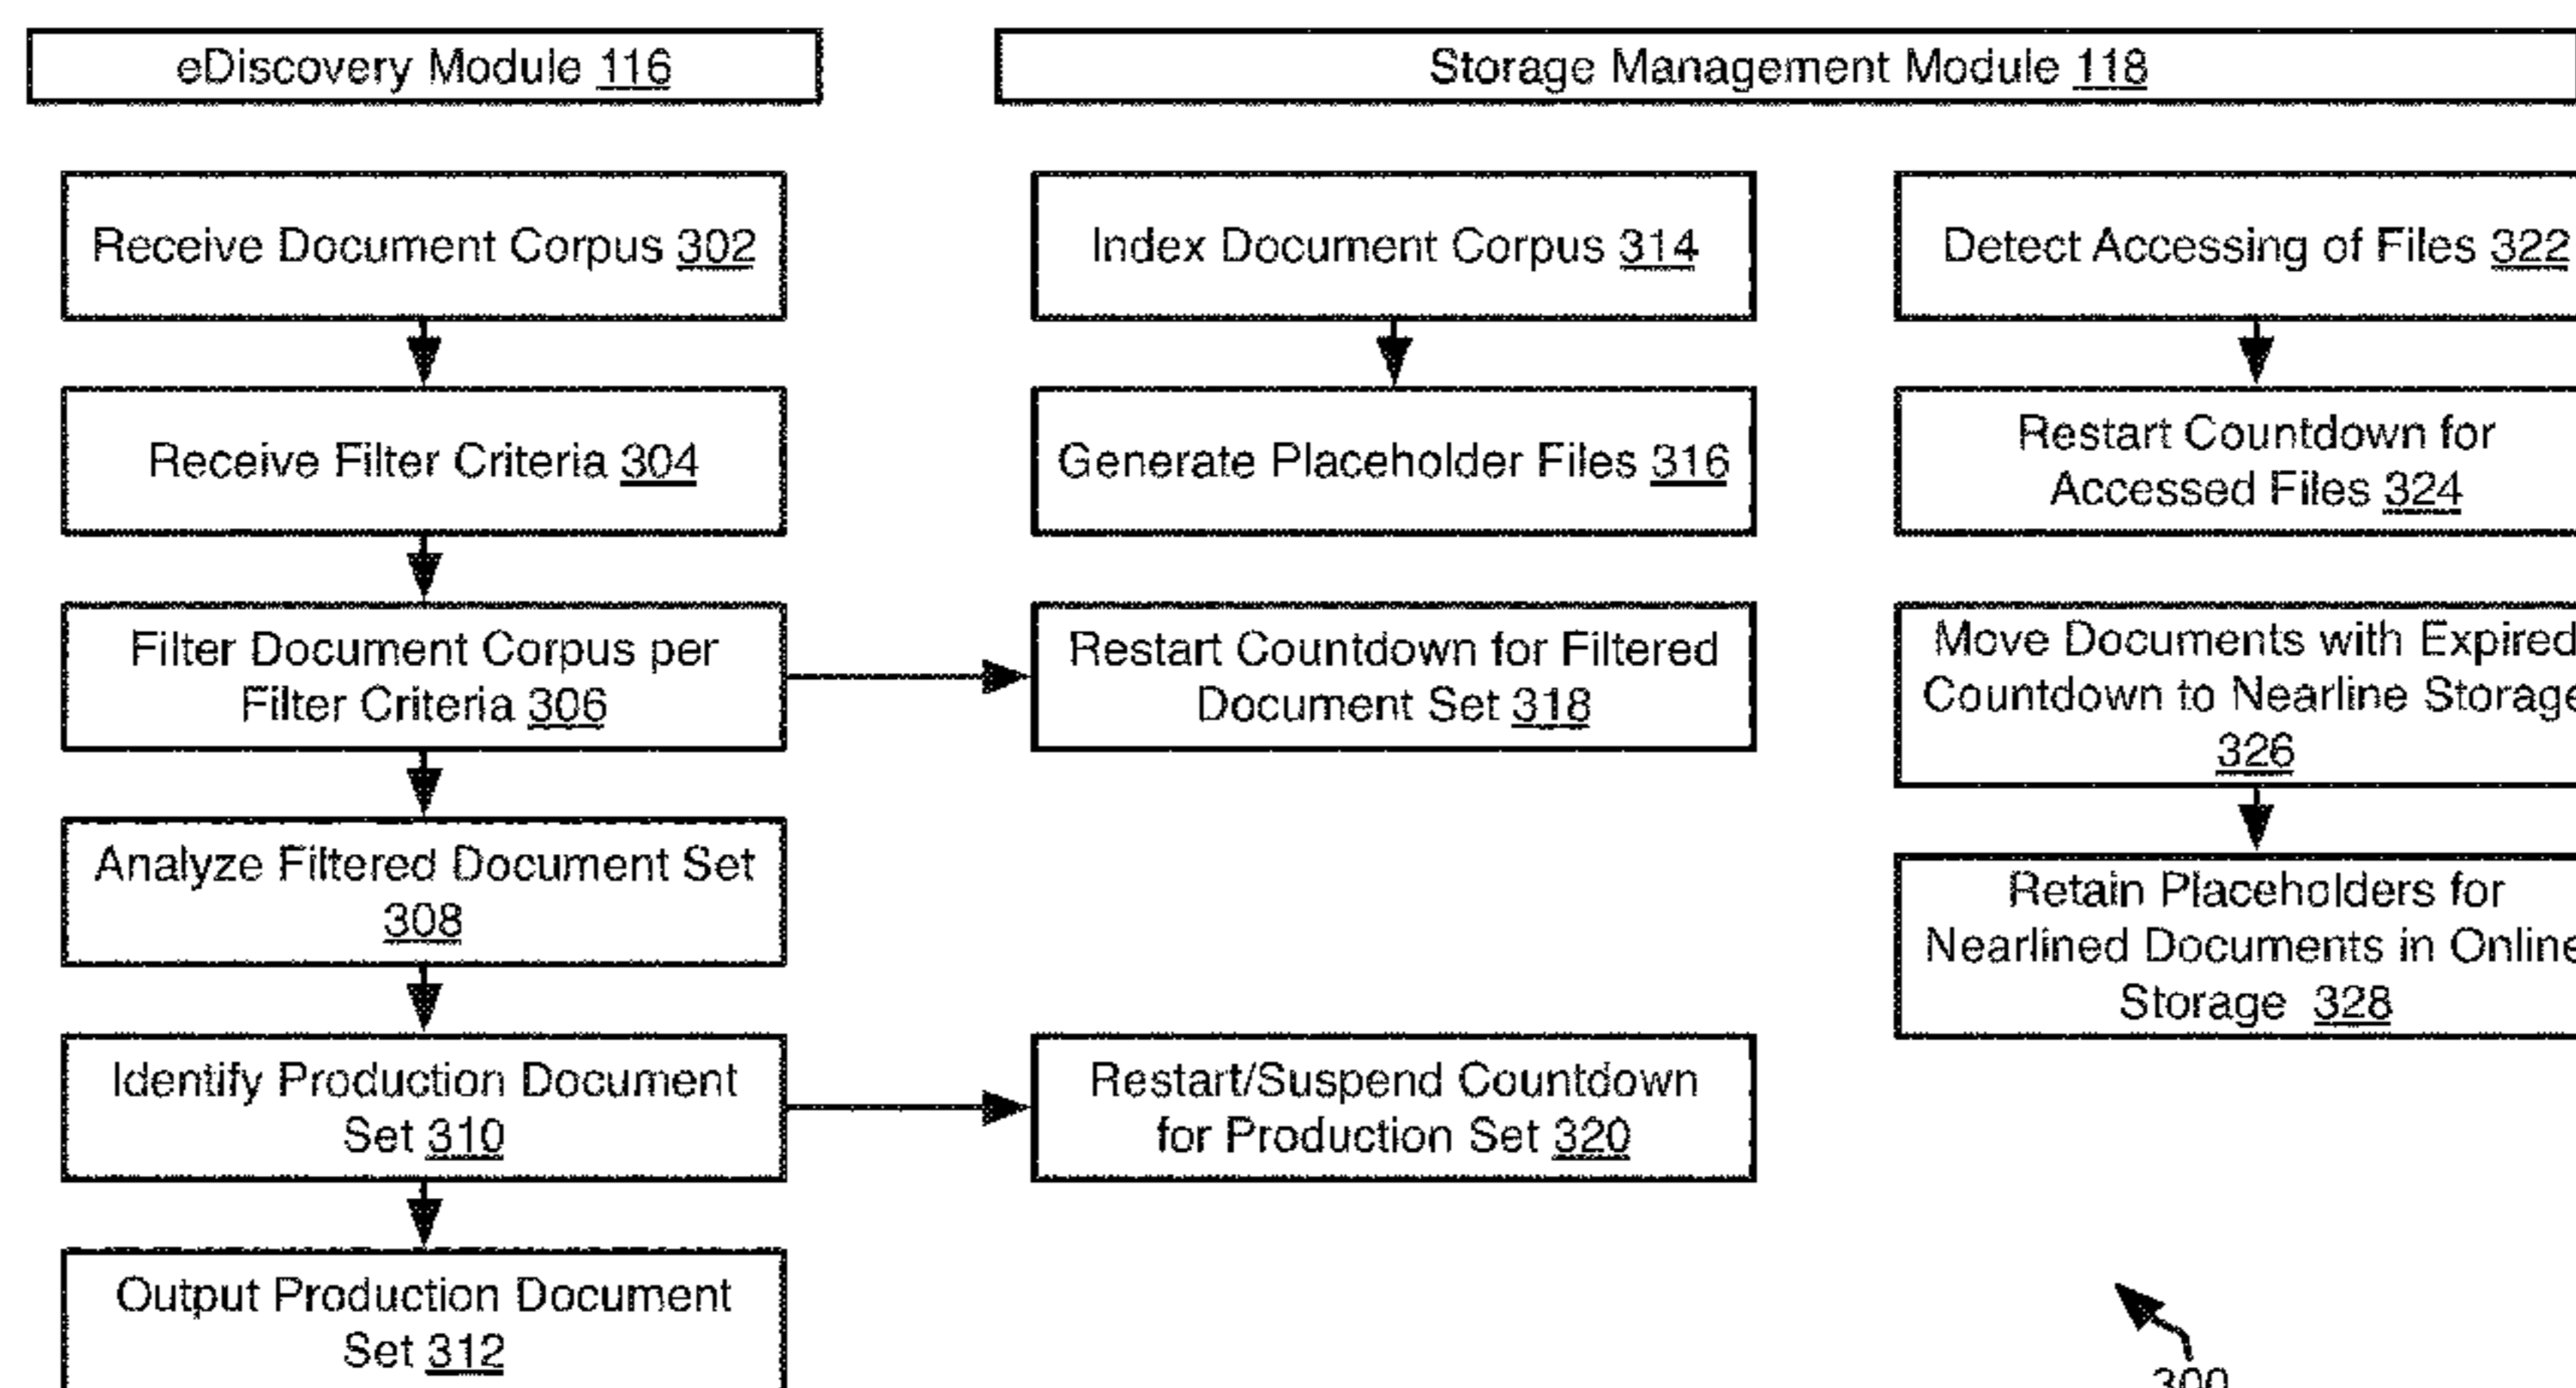 eDiscovery Module 116
Storage Management Module 118
Receive Document Corpus 302
Receive Filter Criteria 304
Filter Document Corpus per
Filter Criteria 306
Analyze Filtered Document Set
308
Identify Production Document
Set 310
Output Production Document
Set 312
Index Document Corpus 314
Generate Placeholder Files 316
Restart Countdown for Filtered
Document Set 318
Restart/Suspend Countdown
for Production Set 320
Detect Accessing of Files 322
Restart Countdown for
Accessed Files 324
Move Documents with Expired
Countdown to Nearline Storage
326
Retain Placeholders for
Nearlined Documents in Online
Storage 328
300